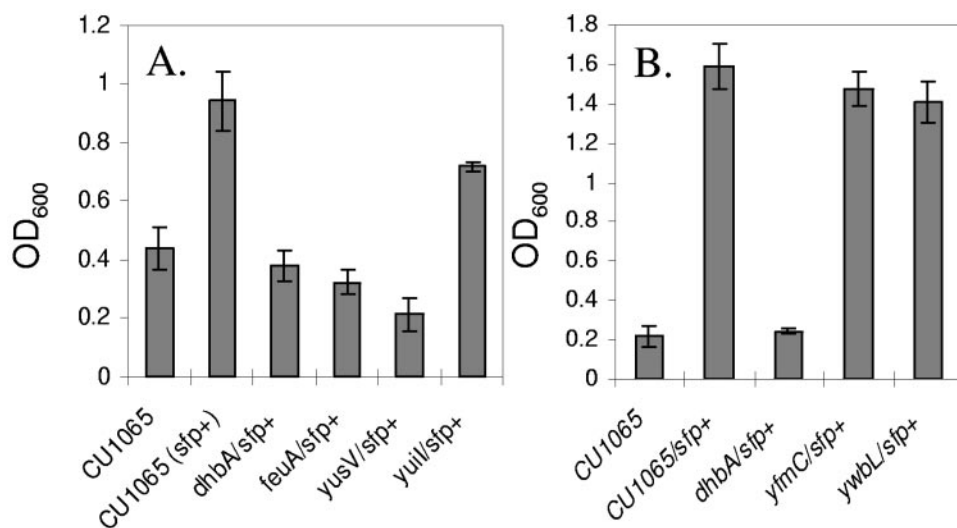 A.
1.2
1
0.8
0.6
0.4
0.2
0
OD600
CU1065
CU1065 (sfp+)
dhbA/sfp+
feuA/sfp+
yusV/sfp+
yuiI/sfp+
B.
1.8
1.6
1.4
1.2
1
0.8
0.6
0.4
0.2
0
OD600
CU1065
CU1065/sfp+
dhbA/sfp+
yfmC/sfp+
ywbL/sfp+